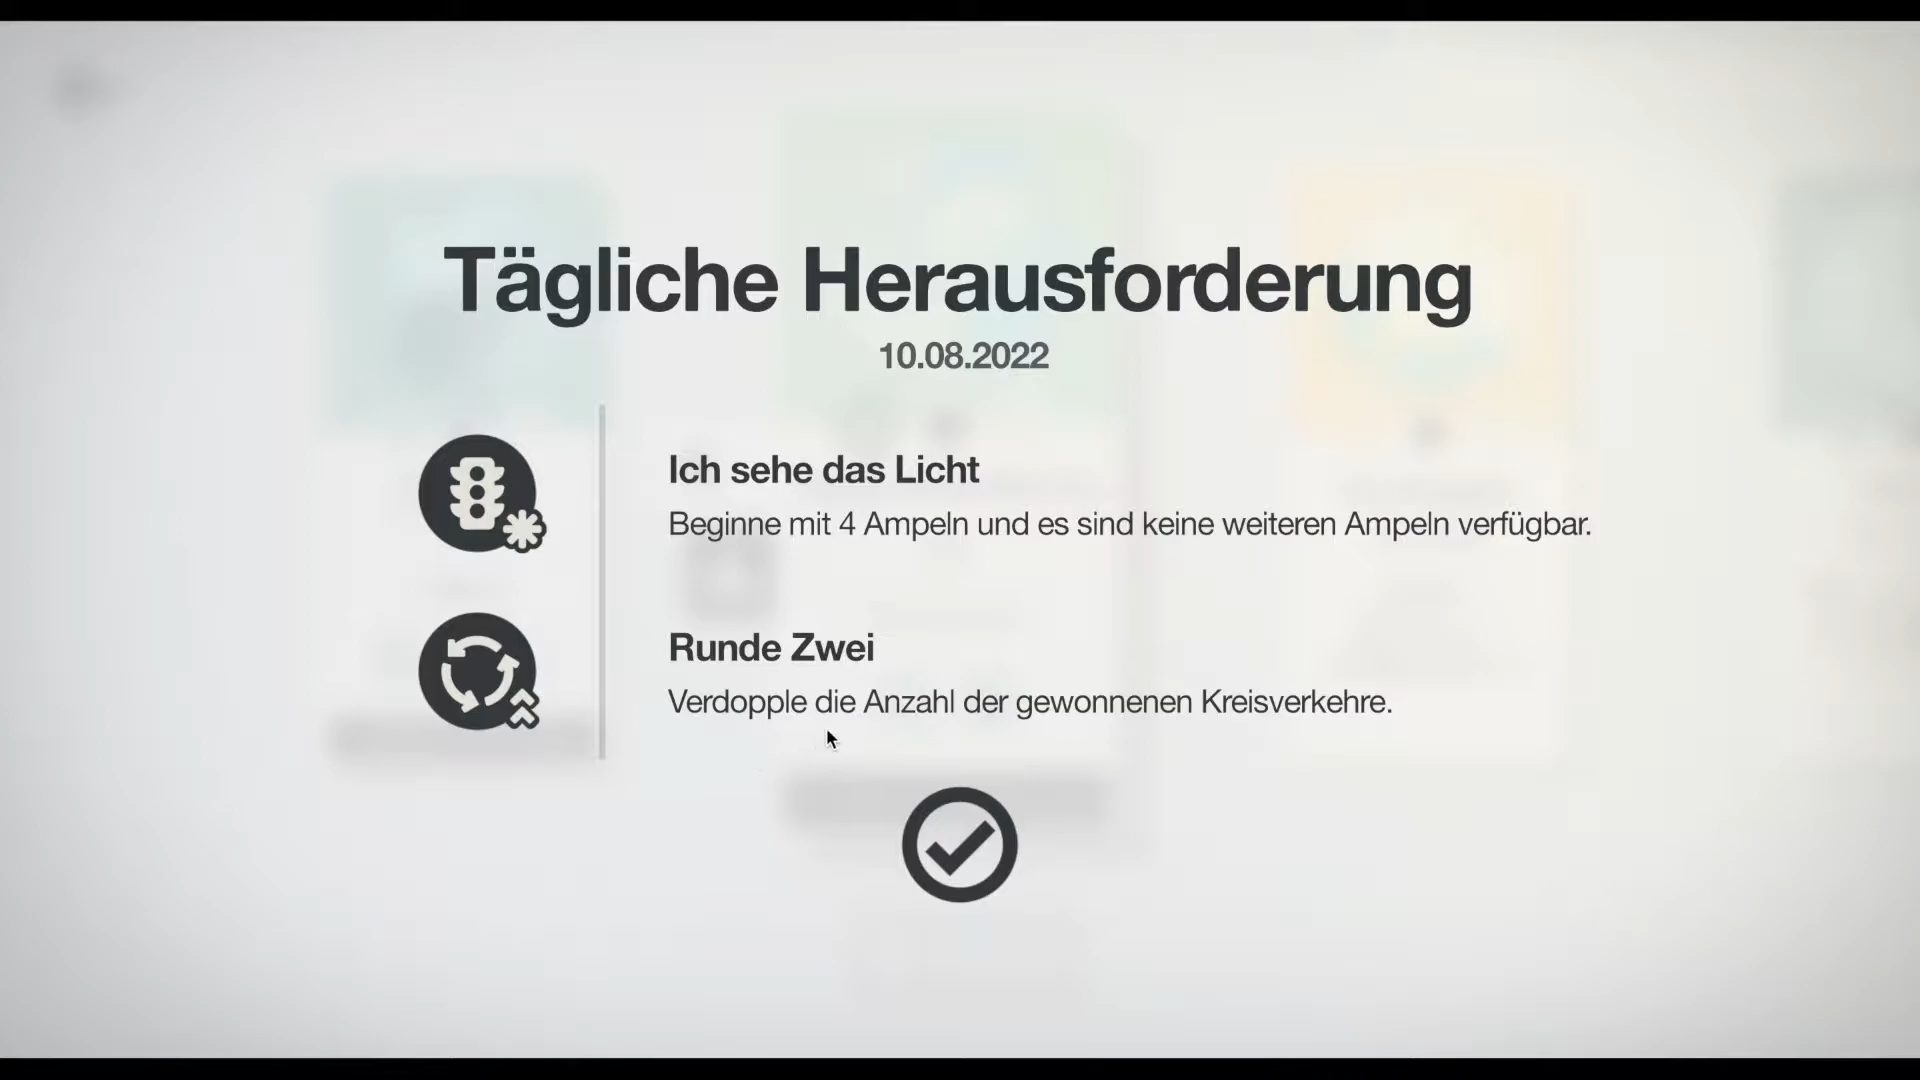 Tägliche Herausforderung
10.08.2022
Ich sehe das Licht
Beginne mit 4 Ampeln und es sind keine weiteren Ampeln verfügbar.
Runde Zwei
Verdopple die Anzahl der gewonnenen Kreisverkehre.